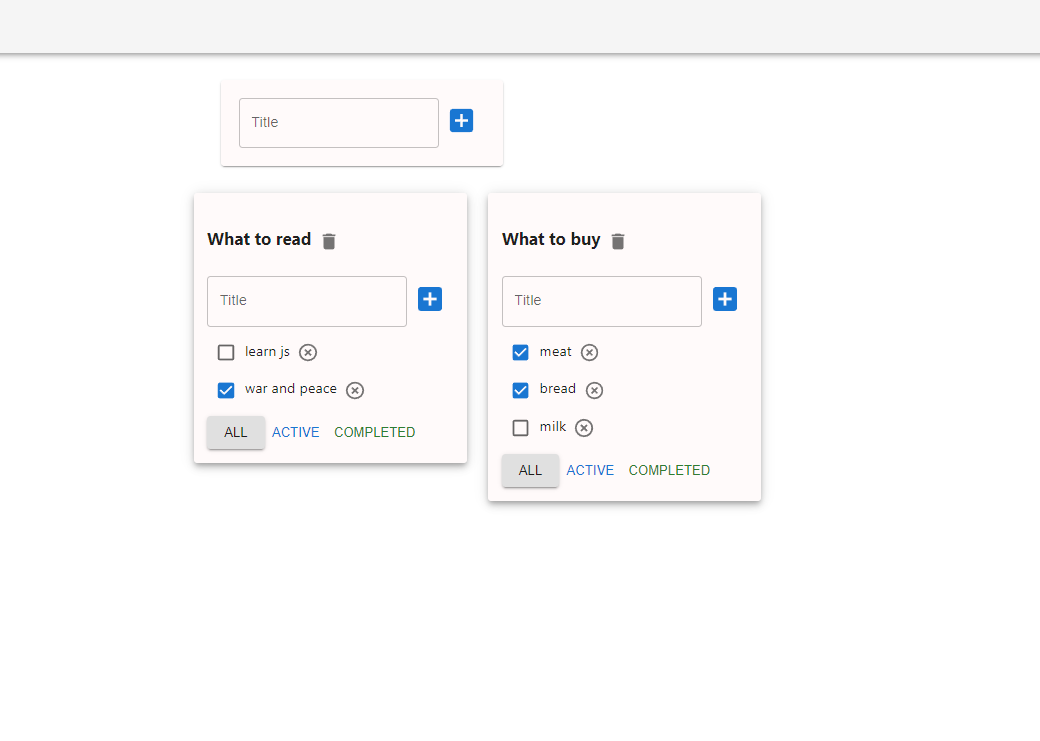 Title
What to read
Title
learn js
war and peace
ALL ACTIVE COMPLETED
What to buy
Title
meat
bread
milk
ALL ACTIVE COMPLETED